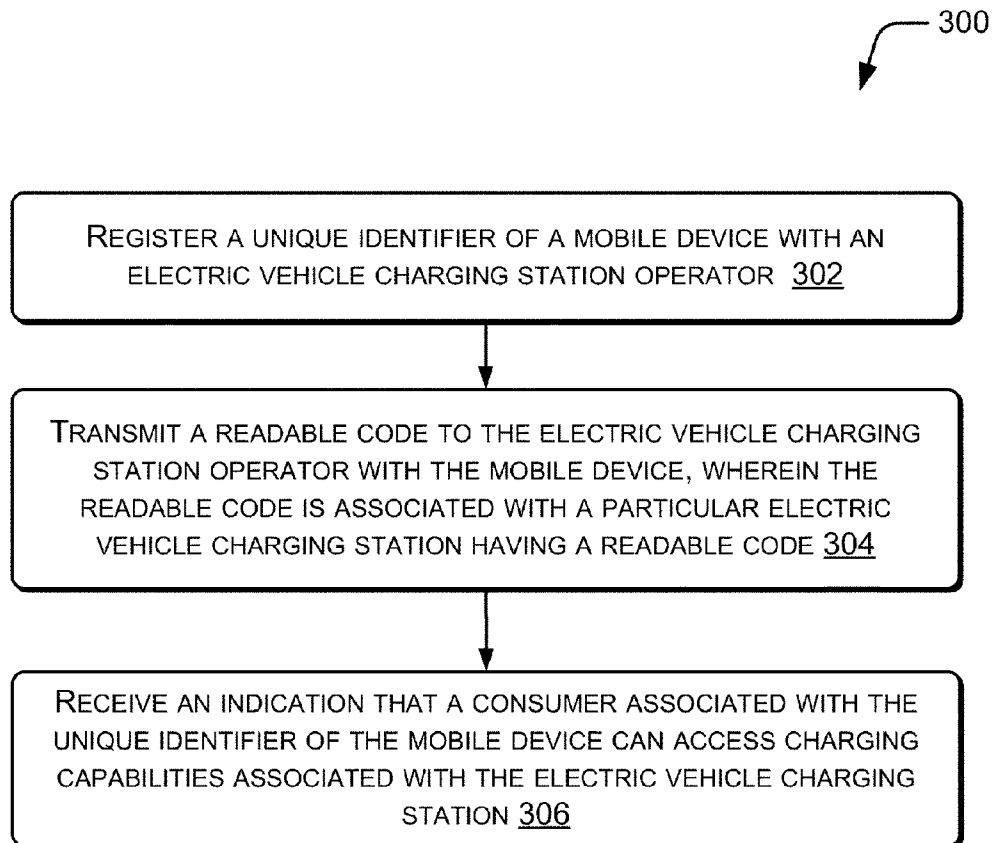 300
REGISTER A UNIQUE IDENTIFIER OF A MOBILE DEVICE WITH AN
ELECTRIC VEHICLE CHARGING STATION OPERATOR 302
TRANSMIT A READABLE CODE TO THE ELECTRIC VEHICLE CHARGING
STATION OPERATOR WITH THE MOBILE DEVICE, WHEREIN THE
READABLE CODE IS ASSOCIATED WITH A PARTICULAR ELECTRIC
VEHICLE CHARGING STATION HAVING A READABLE CODE 304
RECEIVE AN INDICATION THAT A CONSUMER ASSOCIATED WITH THE
UNIQUE IDENTIFIER OF THE MOBILE DEVICE CAN ACCESS CHARGING
CAPABILITIES ASSOCIATED WITH THE ELECTRIC VEHICLE CHARGING
STATION 306